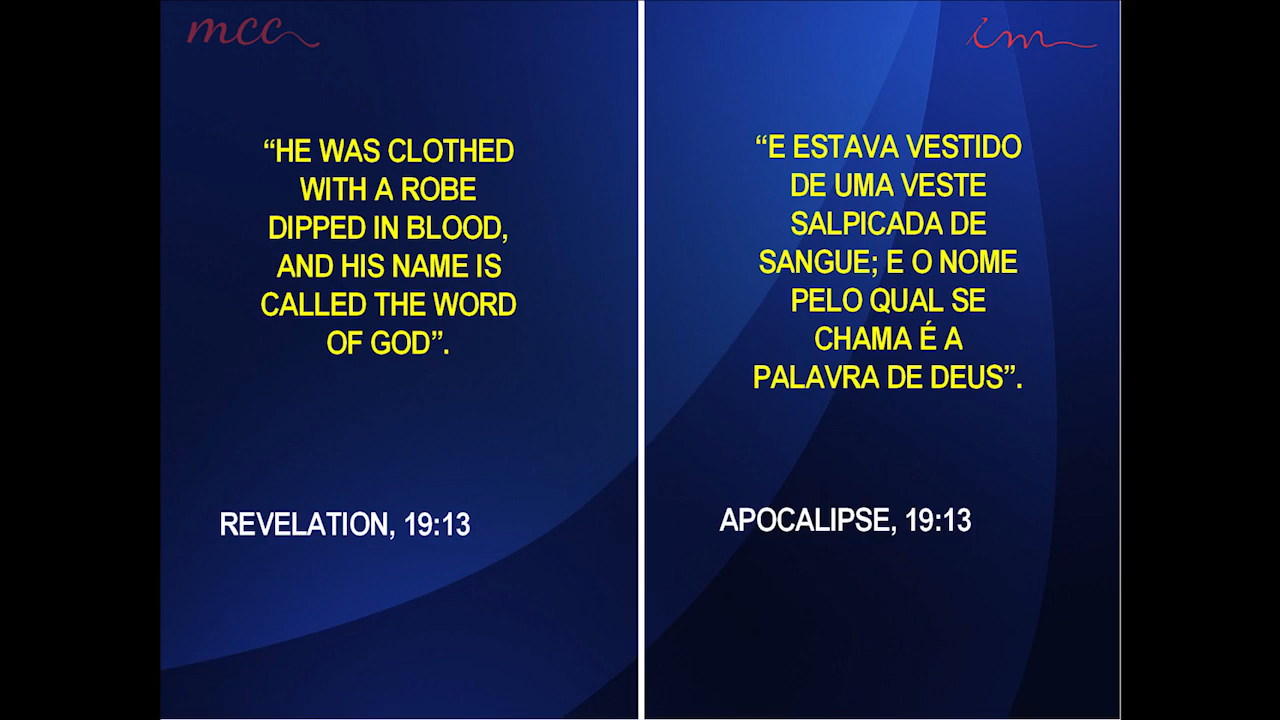 mcc
“HE WAS CLOTHED
WITH A ROBE
DIPPED IN BLOOD,
AND HIS NAME IS
CALLED THE WORD
OF GOD”.
REVELATION, 19:13
im
“E ESTAVA VESTIDO
DE UMA VESTE
SALPICADA DE
SANGUE; E O NOME
PELO QUAL SE
CHAMA É A
PALAVRA DE DEUS”.
APOCALIPSE, 19:13